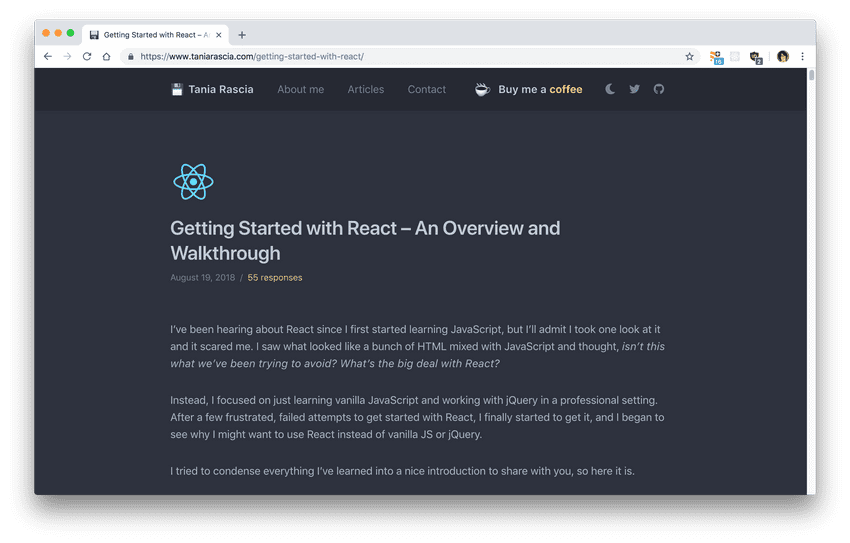 Getting Started with React – A
https://www.taniarascia.com/getting-started-with-react/
16
2
Tania Rascia About me Articles Contact Buy me a coffee
Getting Started with React – An Overview and
Walkthrough
August 19, 2018 / 55 responses
I've been hearing about React since I first started learning JavaScript, but I'll admit I took one look at it
and it scared me. I saw what looked like a bunch of HTML mixed with JavaScript and thought, isn't this
what we've been trying to avoid? What's the big deal with React?
Instead, I focused on just learning vanilla JavaScript and working with jQuery in a professional setting.
After a few frustrated, failed attempts to get started with React, I finally started to get it, and I began to
see why I might want to use React instead of vanilla JS or jQuery.
I tried to condense everything I've learned into a nice introduction to share with you, so here it is.